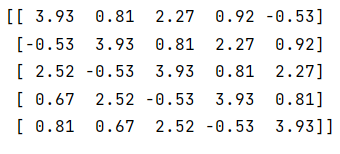 [[ 3.93 0.81 2.27 0.92 -0.53]
[-0.53 3.93 0.81 2.27 0.92]
[ 2.52 -0.53 3.93 0.81 2.27]
[ 0.67 2.52 -0.53 3.93 0.81]
[ 0.81 0.67 2.52 -0.53 3.93]]